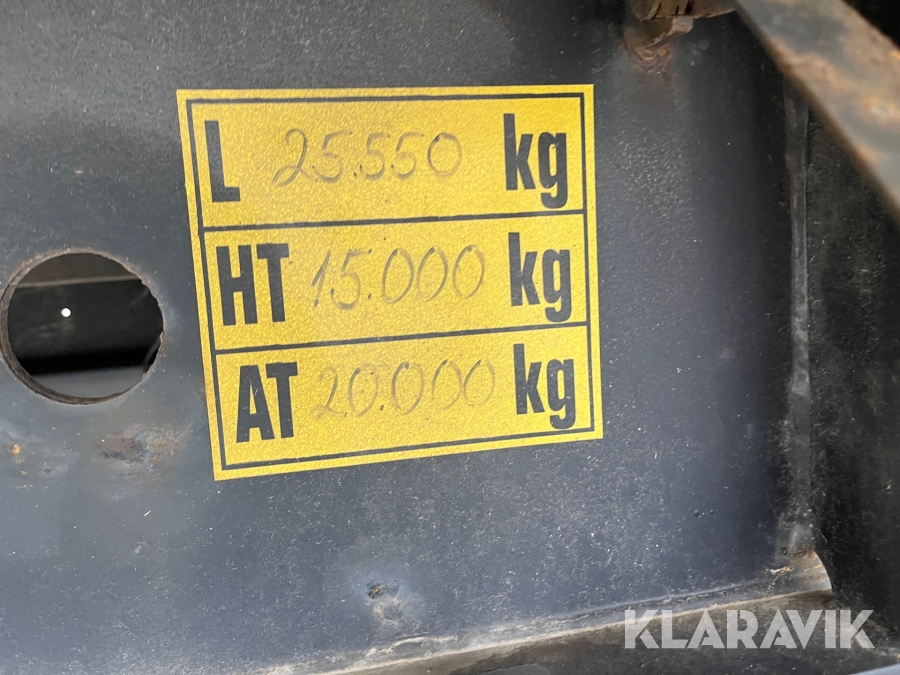 L 25.550 kg
HT 15.000 kg
AT 20.000 kg
KLARAVIK